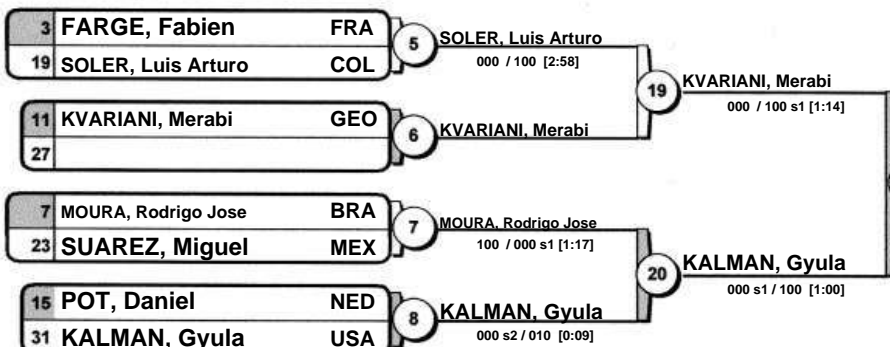 3 FARGE, Fabien FRA
19 SOLER, Luis Arturo COL
5
SOLER, Luis Arturo
000 / 100 [2:58]
11 KVARIANI, Merabi GEO
27
6
KVARIANI, Merabi
19
KVARIANI, Merabi
000 / 100 s1 [1:14]
7 MOURA, Rodrigo Jose BRA
23 SUAREZ, Miguel MEX
7
MOURA, Rodrigo Jose
100 / 000 s1 [1:17]
15 POT, Daniel NED
31 KALMAN, Gyula USA
8
KALMAN, Gyula
000 s2 / 010 [0:09]
20
KALMAN, Gyula
000 s1 / 100 [1:00]